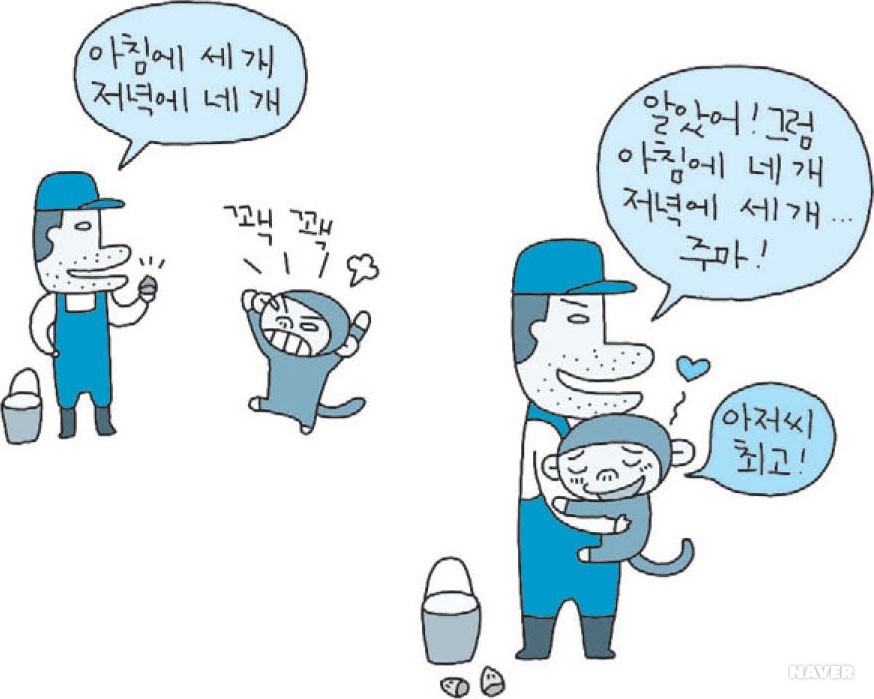 아침에 세 개
저녁에 네 개
꽥 꽥
알았어! 그럼
아침에 네 개
저녁에 세 개...
주마!
아저씨
최고!
NAVER